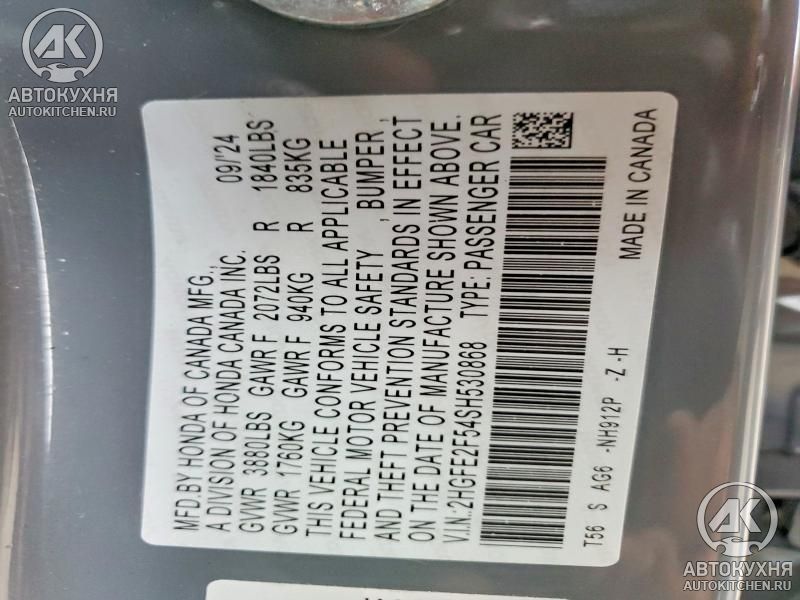 MFD.BY HONDA OF CANADA MFG.,
A DIVISION OF HONDA CANADA INC. 09/'24
GVWR 3880LBS GAWR F 2072LBS R 1840LBS
GVWR 1760KG GAWR F 940KG R 835KG
THIS VEHICLE CONFORMS TO ALL APPLICABLE
FEDERAL MOTOR VEHICLE SAFETY , BUMPER ,
AND THEFT PREVENTION STANDARDS IN EFFECT
ON THE DATE OF MANUFACTURE SHOWN ABOVE.
V.I.N.:2HGFE2F54SH530868 TYPE: PASSENGER CAR
T56 S AG6 -NH912P -Z -H MADE IN CANADA
АК
АВТОКУХНЯ
AUTOKITCHEN.RU
АК
АВТОКУХНЯ
AUTOKITCHEN.RU